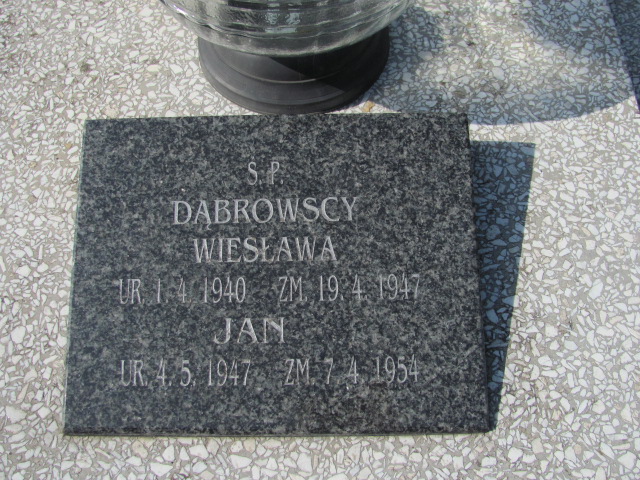 S. P.
DĄBROWSCY
WIESŁAWA
UR. 1. 4. 1940 ZM. 19. 4. 1947
JAN
UR. 4. 5. 1947 ZM. 7. 4. 1954